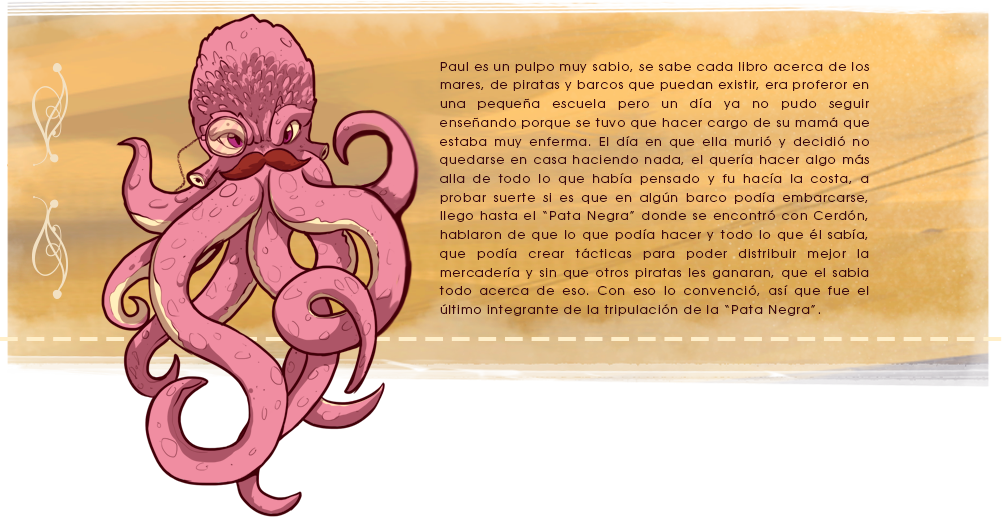 Paul es un pulpo muy sabio, se sabe cada libro acerca de los
mares, de piratas y barcos que puedan existir, era proferor en
una pequeña escuela pero un día ya no pudo seguir
enseñando porque se tuvo que hacer cargo de su mamá que
estaba muy enferma. El día en que ella murió y decidió no
quedarse en casa haciendo nada, el quería hacer algo más
alla de todo lo que había pensado y fu hacía la costa, a
probar suerte si es que en algún barco podía embarcarse,
llego hasta el "Pata Negra" donde se encontró con Cerdón,
hablaron de que lo que podía hacer y todo lo que él sabía,
que podía crear tácticas para poder distribuir mejor la
mercadería y sin que otros piratas les ganaran, que el sabia
todo acerca de eso. Con eso lo convenció, así que fue el
último integrante de la tripulación de la "Pata Negra".